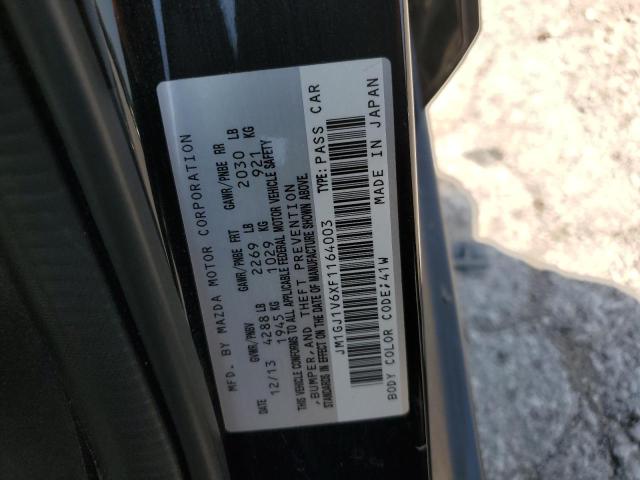 MFD. BY MAZDA MOTOR CORPORATION
DATE GVWR/PNBV GAWR/PNBE FRT GAWR/PNBE RR
12/13 4288 LB 2269 LB 2030 LB
1945 KG 1029 KG 921 KG
THIS VEHICLE CONFORMS TO ALL APPLICABLE FEDERAL MOTOR VEHICLE SAFETY
,BUMPER,AND THEFT PREVENTION
STANDARDS IN EFFECT ON THE DATE OF MANUFACTURE SHOWN ABOVE.
JM1GJ1V6XF1164003 TYPE: PASS CAR
BODY COLOR CODE;41W MADE IN JAPAN